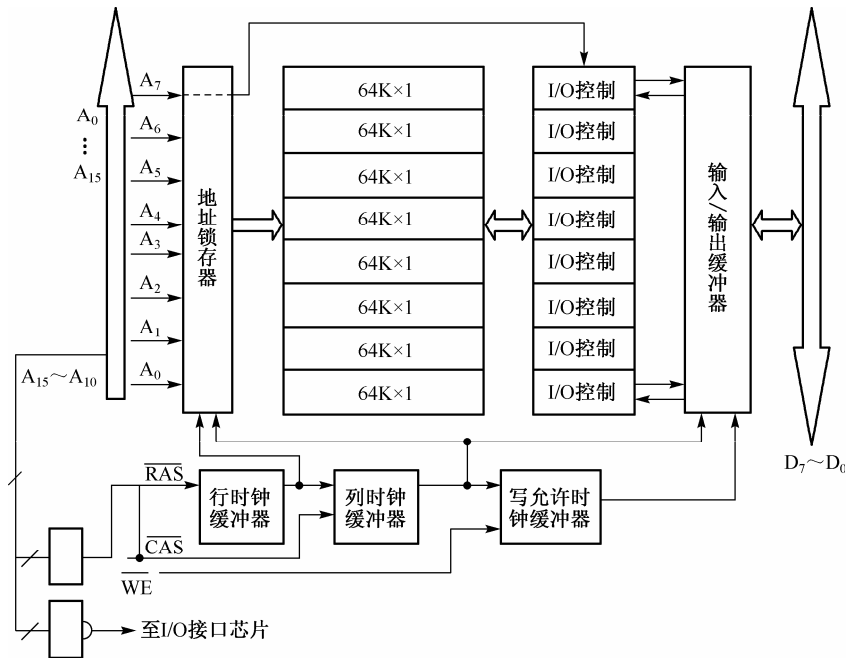 A0
⋮
A15
A7
A6
A5
A4
A3
A2
A1
A0
地址锁存器
64K×1
64K×1
64K×1
64K×1
64K×1
64K×1
64K×1
64K×1
I/O控制
I/O控制
I/O控制
I/O控制
I/O控制
I/O控制
I/O控制
I/O控制
输入/输出缓冲器
D7～D0
A15～A10
RAS
行时钟
缓冲器
列时钟
缓冲器
写允许时
钟缓冲器
CAS
WE
至I/O接口芯片